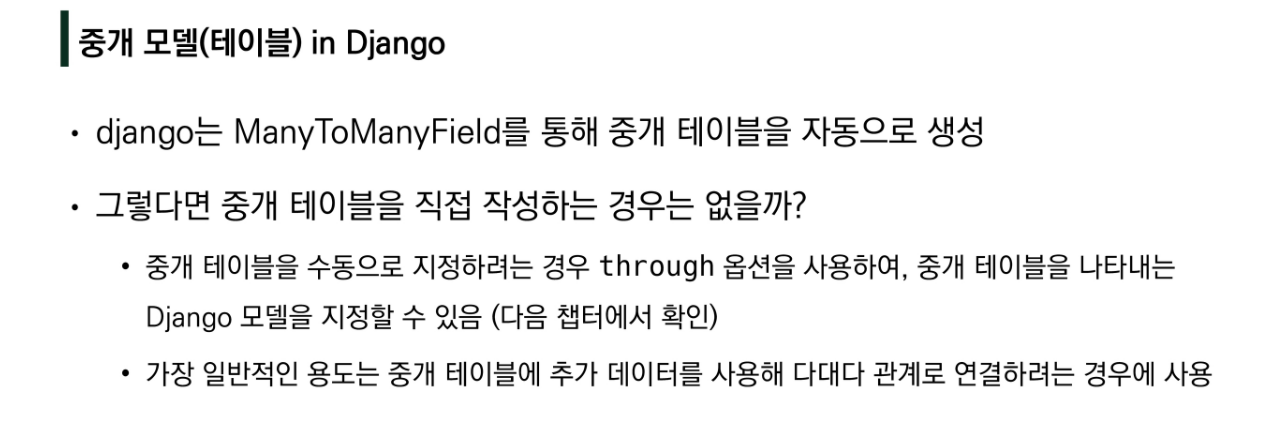 중개 모델(테이블) in Django
• django는 ManyToManyField를 통해 중개 테이블을 자동으로 생성
• 그렇다면 중개 테이블을 직접 작성하는 경우는 없을까?
• 중개 테이블을 수동으로 지정하려는 경우 through 옵션을 사용하여, 중개 테이블을 나타내는
Django 모델을 지정할 수 있음 (다음 챕터에서 확인)
• 가장 일반적인 용도는 중개 테이블에 추가 데이터를 사용해 다대다 관계로 연결하려는 경우에 사용